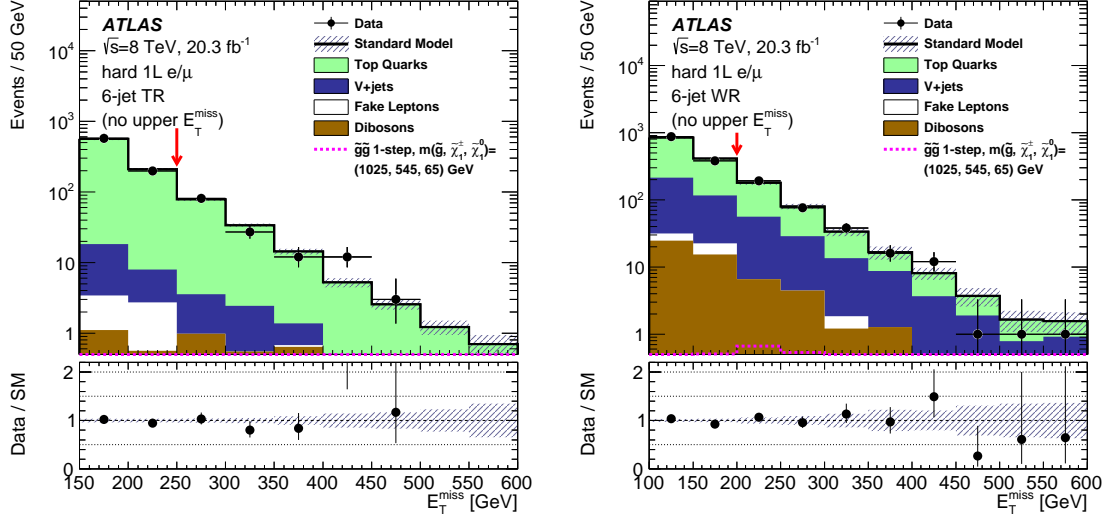 Events / 50 GeV
10⁴
10³
10²
10
1
ATLAS
√s=8 TeV, 20.3 fb⁻¹
hard 1L e/μ
6-jet TR
(no upper E_T^miss)
Data
Standard Model
Top Quarks
V+jets
Fake Leptons
Dibosons
g̃g̃ 1-step, m(g̃, χ̃₁±, χ̃₁⁰)=
(1025, 545, 65) GeV
Data / SM
2
1
0
150 200 250 300 350 400 450 500 550 600
E_T^miss [GeV]
Events / 50 GeV
10⁴
10³
10²
10
1
ATLAS
√s=8 TeV, 20.3 fb⁻¹
hard 1L e/μ
6-jet WR
(no upper E_T^miss)
Data
Standard Model
Top Quarks
V+jets
Fake Leptons
Dibosons
g̃g̃ 1-step, m(g̃, χ̃₁±, χ̃₁⁰)=
(1025, 545, 65) GeV
Data / SM
2
1
0
100 150 200 250 300 350 400 450 500 550 600
E_T^miss [GeV]